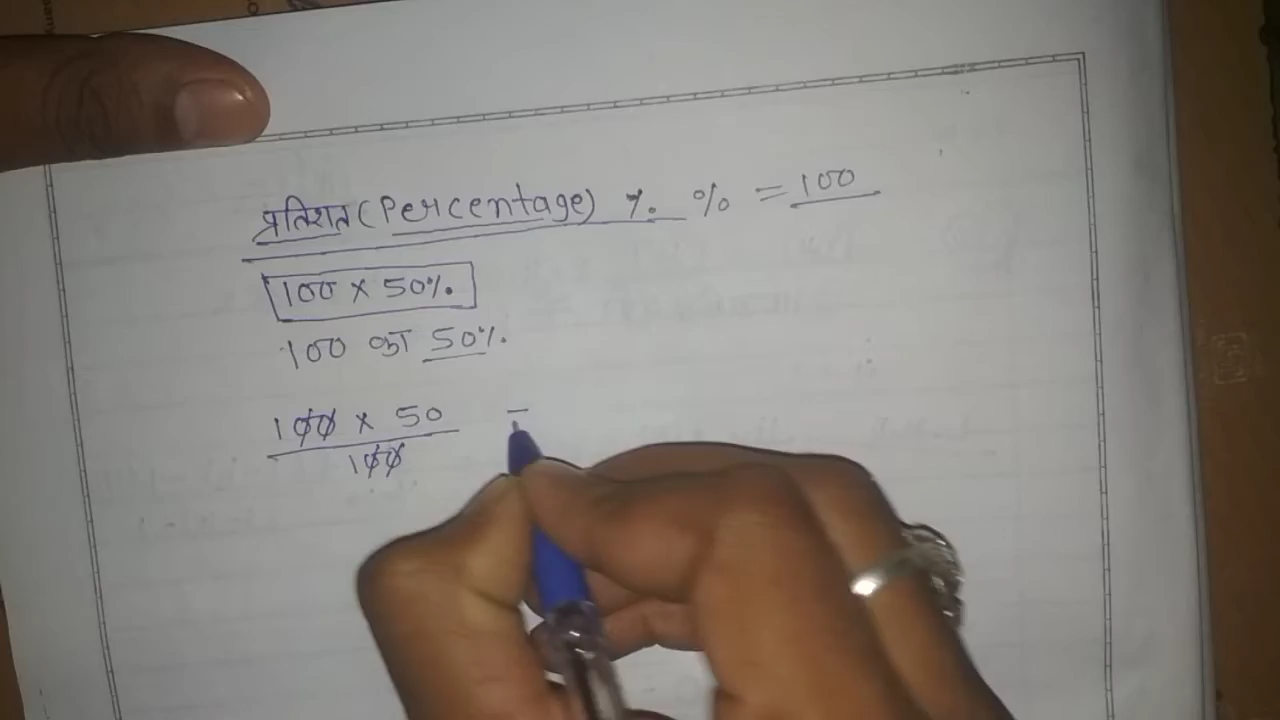 प्रतिशत (Percentage) %. % = 100
100 x 50%.
100 का 50%.
100 x 50 =
100